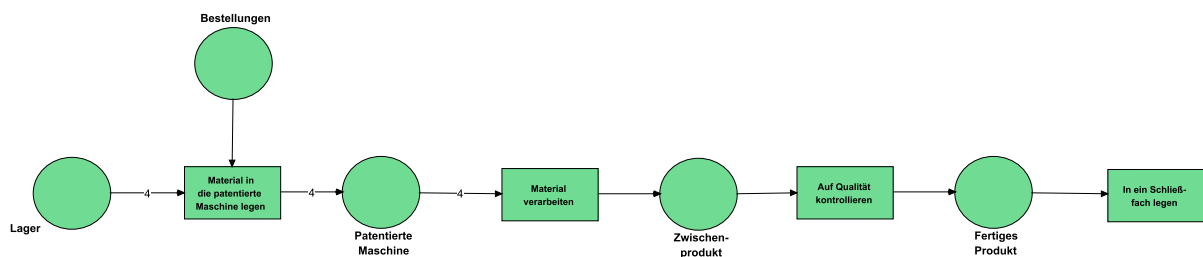 Bestellungen
Lager
4
Material in
die patentierte
Maschine legen
4
Patentierte
Maschine
4
Material
verarbeiten
Zwischen-
produkt
Auf Qualität
kontrollieren
Fertiges
Produkt
In ein Schließ-
fach legen